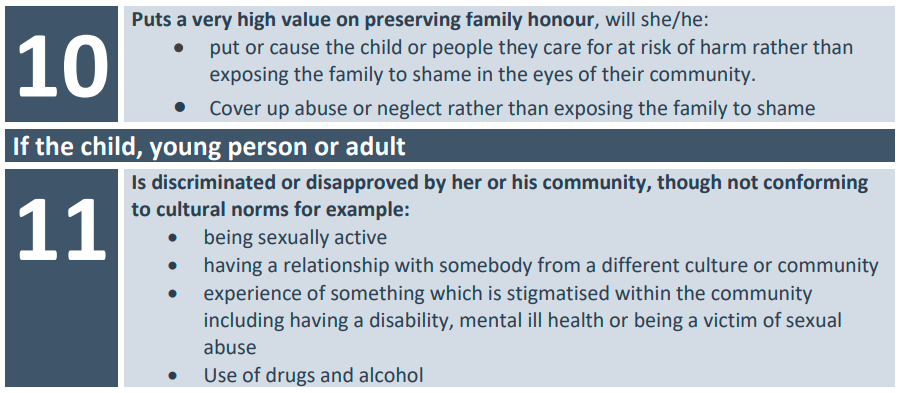 10
Puts a very high value on preserving family honour, will she/he:
• put or cause the child or people they care for at risk of harm rather than
exposing the family to shame in the eyes of their community.
• Cover up abuse or neglect rather than exposing the family to shame
If the child, young person or adult
11
Is discriminated or disapproved by her or his community, though not conforming
to cultural norms for example:
• being sexually active
• having a relationship with somebody from a different culture or community
• experience of something which is stigmatised within the community
including having a disability, mental ill health or being a victim of sexual
abuse
• Use of drugs and alcohol